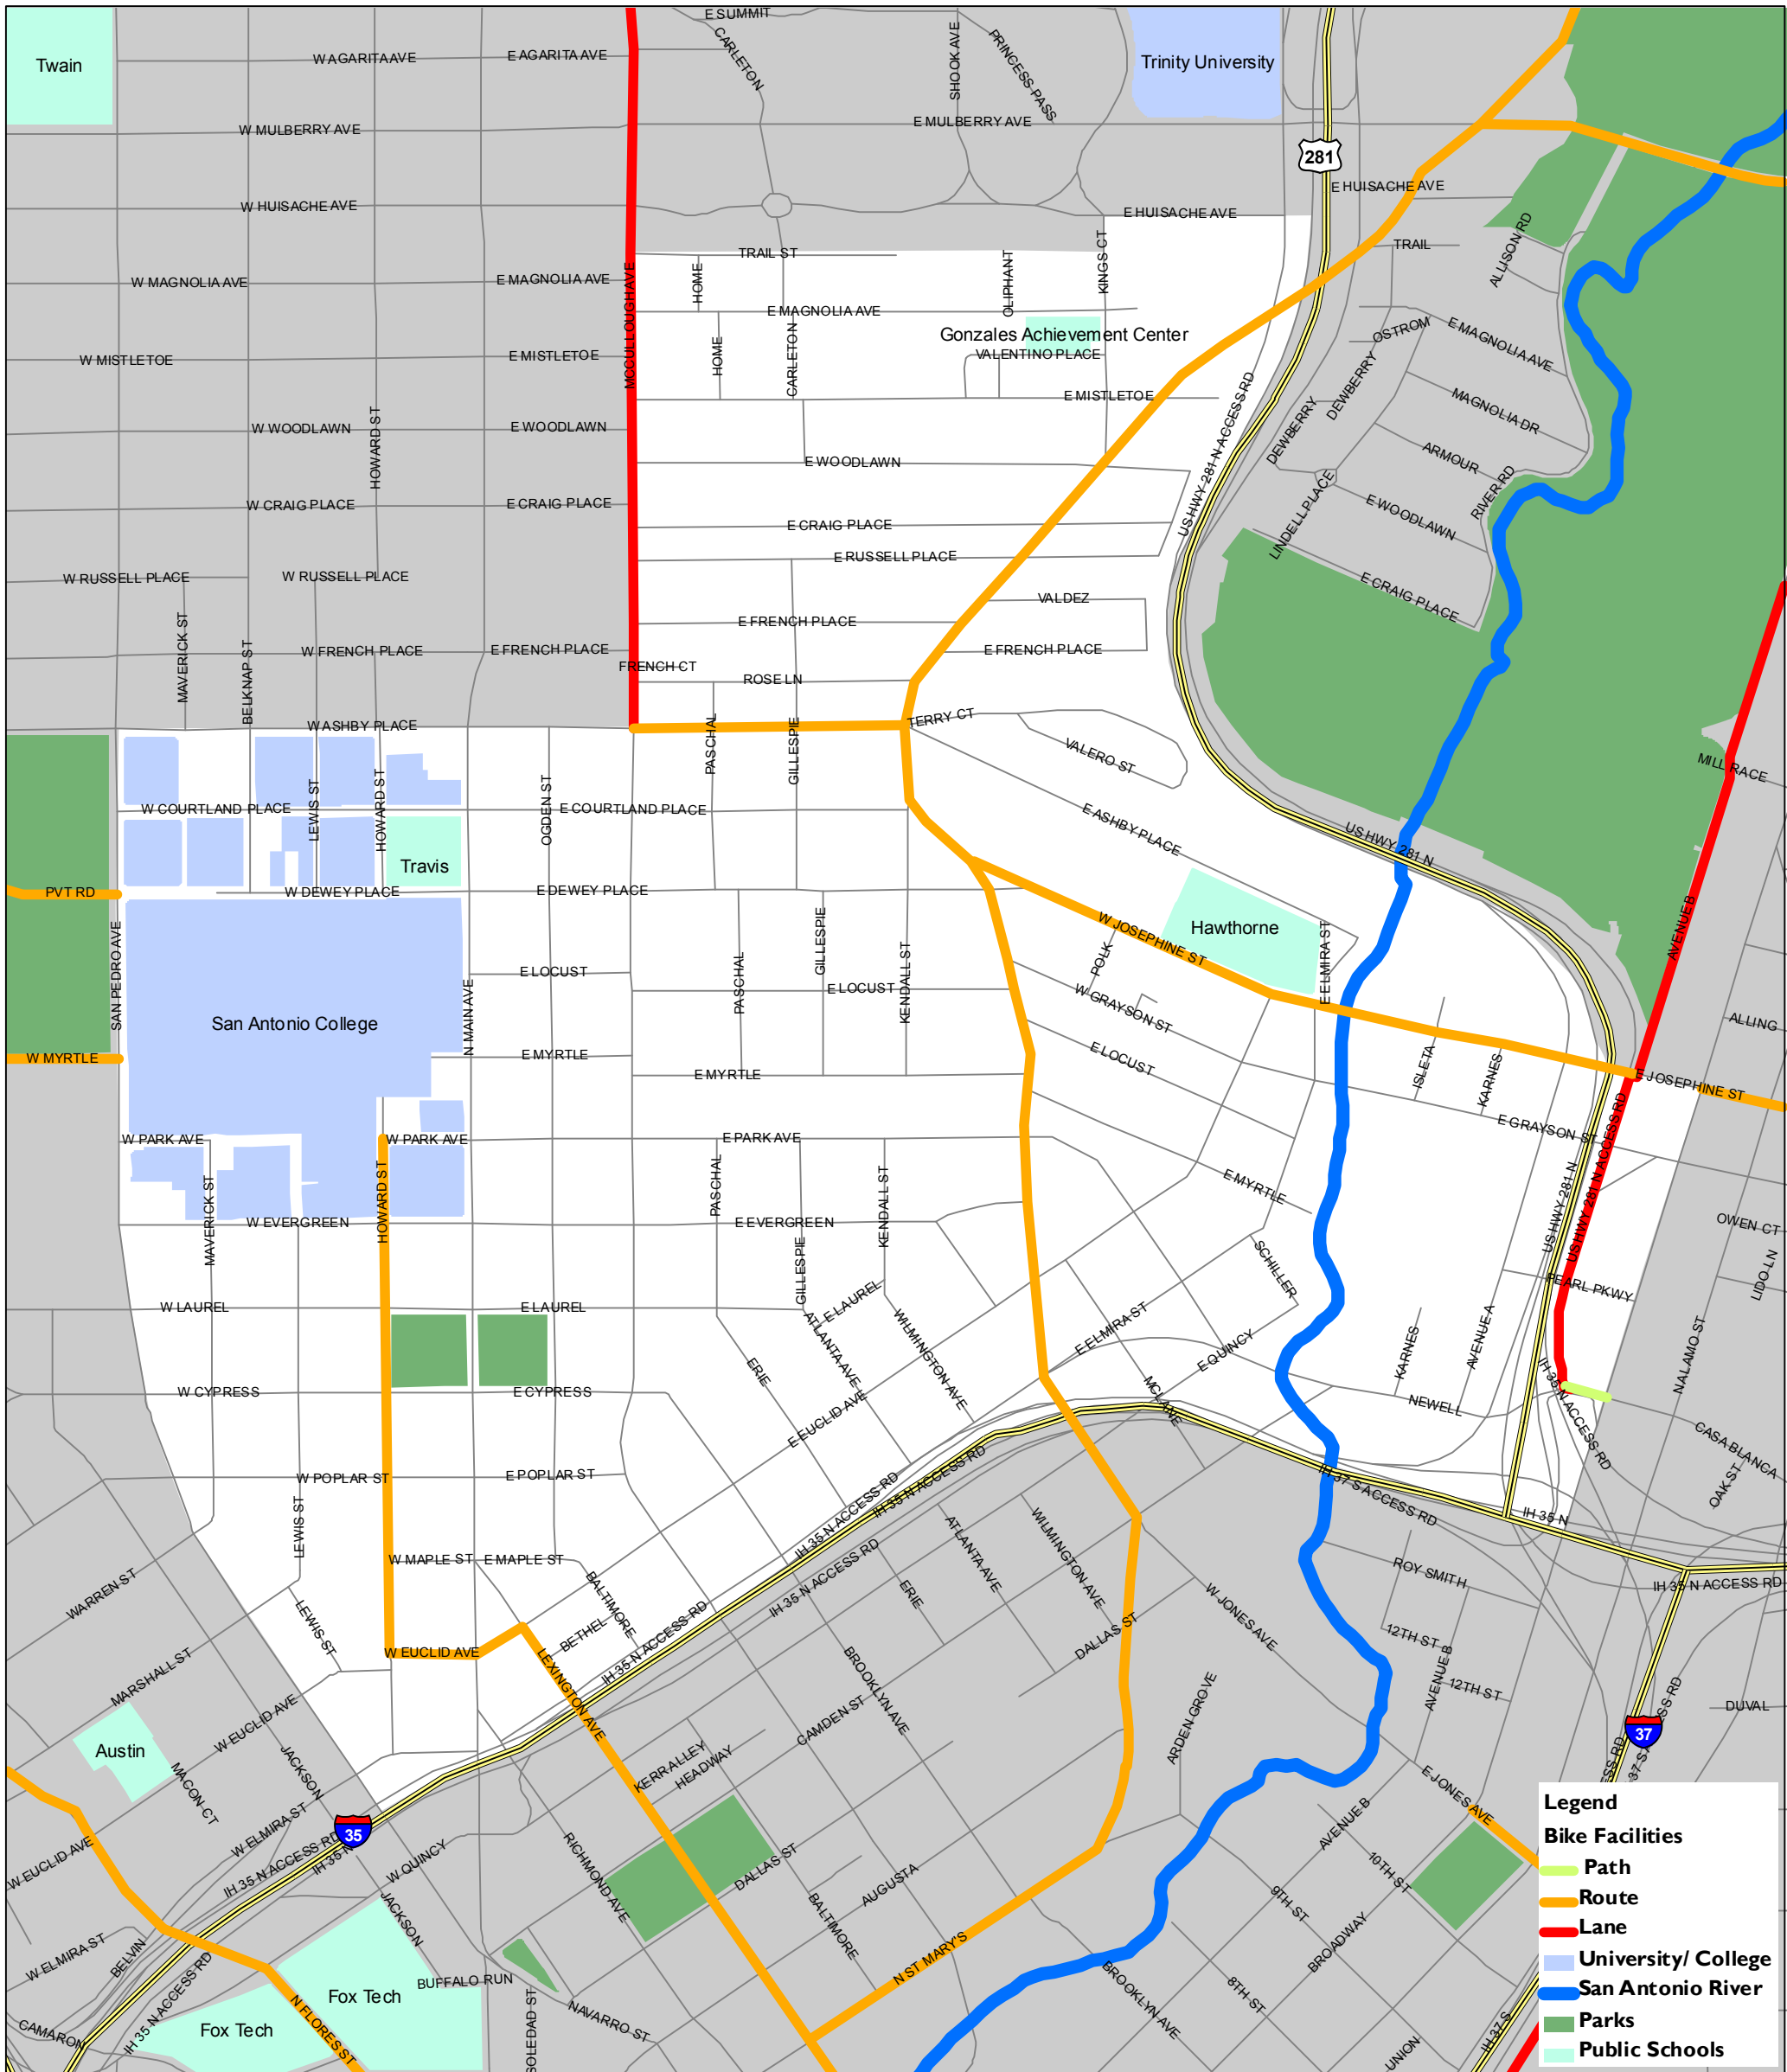 E SUMMIT
CARLETON
SHOOK AVE
PRINCESS PASS
Trinity University
Twain
W AGARITA AVE
E AGARITA AVE
W MULBERRY AVE
E MULBERRY AVE
281
E HUISACHE AVE
W HUISACHE AVE
E HUISACHE AVE
TRAIL ST
TRAIL
ALLISON RD
KINGS CT
OLIPHANT
HOME
W MAGNOLIA AVE
E MAGNOLIA AVE
MCCULLOUGH AVE
E MAGNOLIA AVE
Gonzales Achievement Center
VALENTINO PLACE
OSTROM
E MAGNOLIA AVE
W MISTLETOE
E MISTLETOE
HOME
CARLETON
E MISTLETOE
DEWBERRY
DEWBERRY
MAGNOLIA DR
US HWY 281 N ACCESS RD
HOWARD ST
W WOODLAWN
E WOODLAWN
E WOODLAWN
ARMOUR
RIVER RD
LINDELL PLACE
E WOODLAWN
W CRAIG PLACE
E CRAIG PLACE
E CRAIG PLACE
E RUSSELL PLACE
W RUSSELL PLACE
W RUSSELL PLACE
E CRAIG PLACE
VALDEZ
MAVERICK ST
BELKNAP ST
W FRENCH PLACE
E FRENCH PLACE
E FRENCH PLACE
E FRENCH PLACE
FRENCH CT
ROSE LN
W ASHBY PLACE
PASCHAL
GILLESPIE
TERRY CT
VALERO ST
MILL RACE
LEWIS ST
HOWARD ST
OGDEN ST
W COURTLAND PLACE
E COURTLAND PLACE
E ASHBY PLACE
US HWY 281 N
Travis
PVT RD
W DEWEY PLACE
E DEWEY PLACE
Hawthorne
W JOSEPHINE ST
AVENUE B
SAN PEDRO AVE
E LOCUST
PASCHAL
GILLESPIE
KENDALL ST
E LOCUST
POLK
W GRAYSON ST
E ELMIRA ST
San Antonio College
N MAIN AVE
ALLING
W MYRTLE
E MYRTLE
E MYRTLE
E LOCUST
ISLETA
KARNES
E JOSEPHINE ST
E GRAYSON ST
W PARK AVE
W PARK AVE
E PARK AVE
US HWY 281 N ACCESS RD
MAVERICK ST
HOWARD ST
PASCHAL
KENDALL ST
E MYRTLE
US HWY 281 N
W EVERGREEN
E EVERGREEN
GILLESPIE
SCHILLER
OWEN CT
LIDO LN
PEARL PKWY
W LAUREL
E LAUREL
E LAUREL
ATLANTA AVE
WILMINGTON AVE
E ELMIRA ST
E QUINCY
KARNES
AVENUE A
N ALAMO ST
ERIE
W CYPRESS
E CYPRESS
E EUCLID AVE
MCLANE
NEWELL
IH 35 N ACCESS RD
CASA BLANCA
OAK ST
W POPLAR ST
E POPLAR ST
IH 35 N ACCESS RD
IH 35 N ACCESS RD
IH 37 S ACCESS RD
IH 35 N
LEWIS ST
W MAPLE ST
E MAPLE ST
BALTIMORE
IH 35 N ACCESS RD
ERIE
ATLANTA AVE
WILMINGTON AVE
W JONES AVE
ROY SMITH
IH 35 N ACCESS RD
WARREN ST
LEWIS ST
BETHEL
IH 35 N ACCESS RD
DALLAS ST
12TH ST
AVENUE B
12TH ST
MARSHALL ST
W EUCLID AVE
LEXINGTON AVE
BROOKLYN AVE
ARDEN GROVE
DUVAL
W EUCLID AVE
CAMDEN ST
37
Austin
MACON CT
JACKSON
KERRALLEY
HEADWAY
E JONES AVE
W ELMIRA ST
35
W EUCLID AVE
IH 35 N ACCESS RD
IH 35 N
W QUINCY
JACKSON
RICHMOND AVE
DALLAS ST
AUGUSTA
BALTIMORE
AVENUE B
10TH ST
9TH ST
BROADWAY
W ELMIRA ST
BELVIN
N ST MARY'S
BROOKLYN AVE
8TH ST
IH 35 N ACCESS RD
Fox Tech
Fox Tech
BUFFALO RUN
N FLORES ST
SOLEDAD ST
NAVARRO ST
CAMARON
UNION
IH 37 S
Legend
Bike Facilities
Path
Route
Lane
University/ College
San Antonio River
Parks
Public Schools